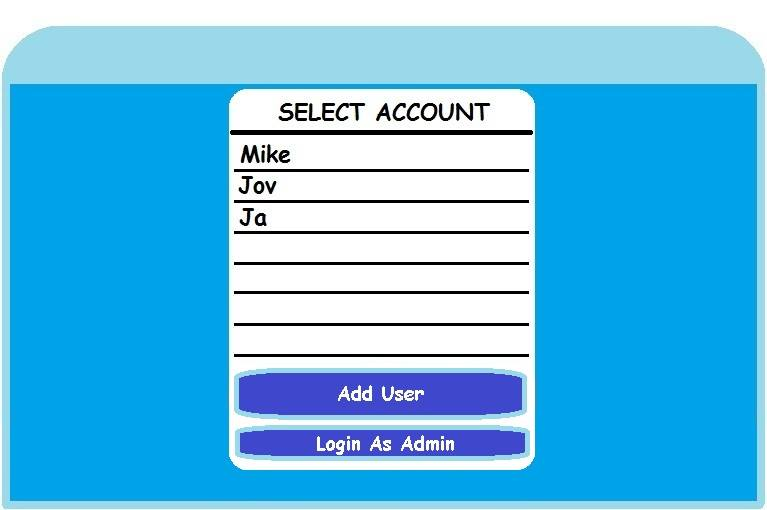 SELECT ACCOUNT
Mike
Jov
Ja
Add User
Login As Admin